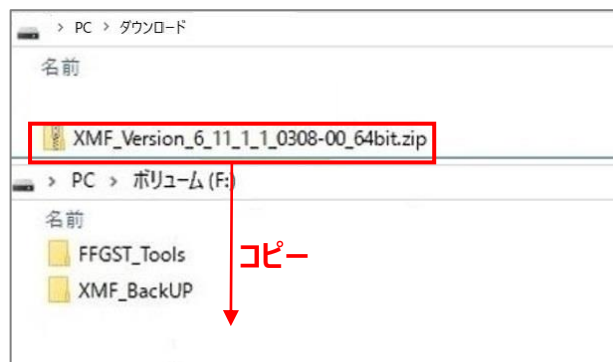 > PC > ダウンロード
名前
XMF_Version_6_11_1_1_0308-00_64bit.zip
> PC > ボリューム (F:)
名前
FFGST_Tools
コピー
XMF_BackUP